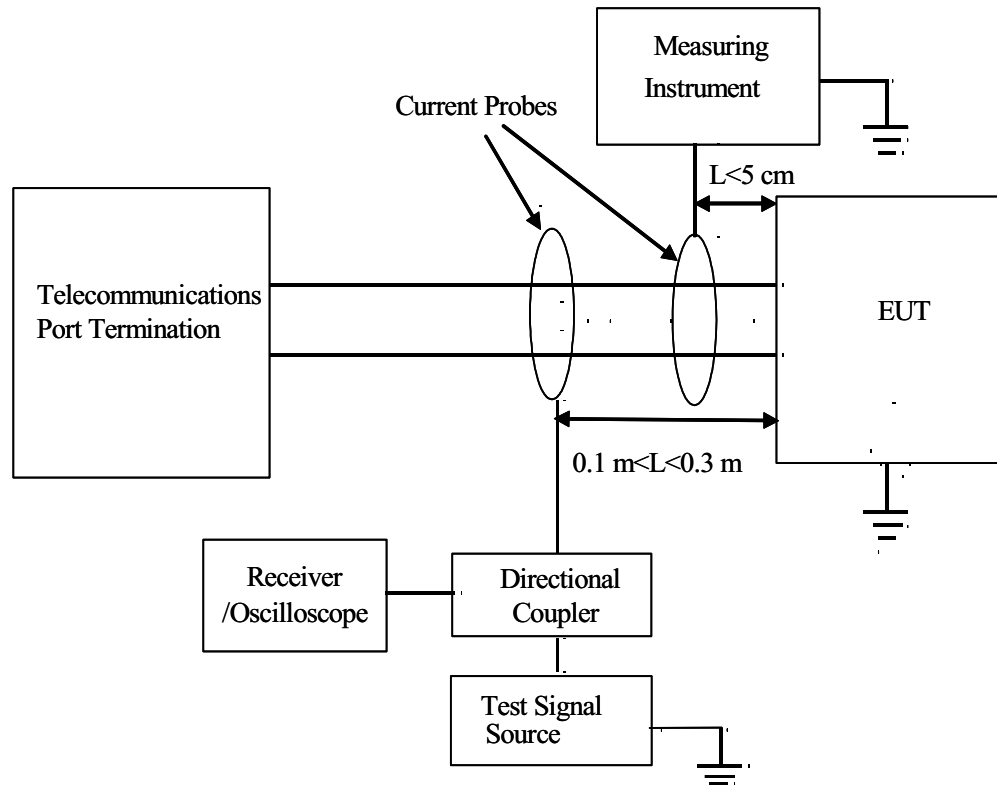 Measuring
Instrument
Current Probes
L<5 cm
Telecommunications
Port Termination
EUT
0.1 m<L<0.3 m
Receiver
/Oscilloscope
Directional
Coupler
Test Signal
Source